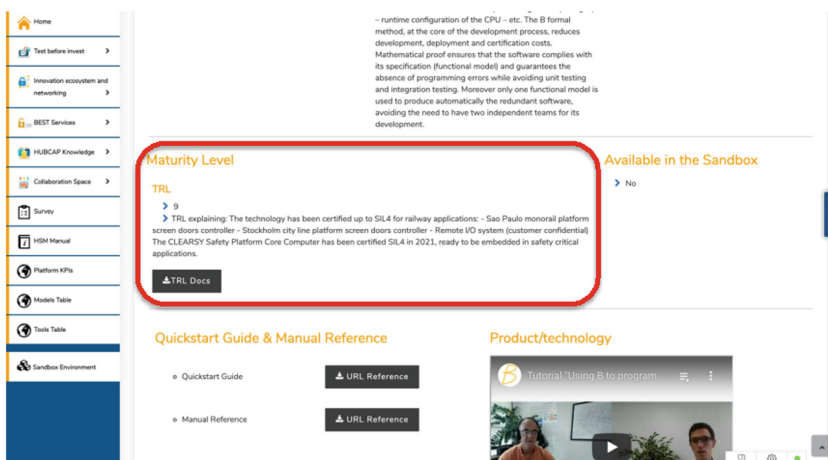 Home
Test before invest
Innovation ecosystem and
networking
BEST Services
HUBCAP Knowledge
Collaboration Space
Survey
HSM Manual
Platform KPIs
Models Table
Tools Table
Sandbox Environment
– runtime configuration of the CPU – etc. The B formal
method, at the core of the development process, reduces
development, deployment and certification costs.
Mathematical proof ensures that the software complies with
its specification (functional model) and guarantees the
absence of programming errors while avoiding unit testing
and integration testing. Moreover only one functional model is
used to produce automatically the redundant software,
avoiding the need to have two independent teams for its
development.
Maturity Level
TRL
9
TRL explaining: The technology has been certified up to SIL4 for railway applications: - Sao Paulo monorail platform
screen doors controller - Stockholm city line platform screen doors controller - Remote I/O system (customer confidential)
The CLEARSY Safety Platform Core Computer has been certified SIL4 in 2021, ready to be embedded in safety critical
applications.
TRL Docs
Available in the Sandbox
No
Quickstart Guide & Manual Reference
Quickstart Guide
URL Reference
Manual Reference
URL Reference
Product/technology
B
Tutorial "Using B to program ...